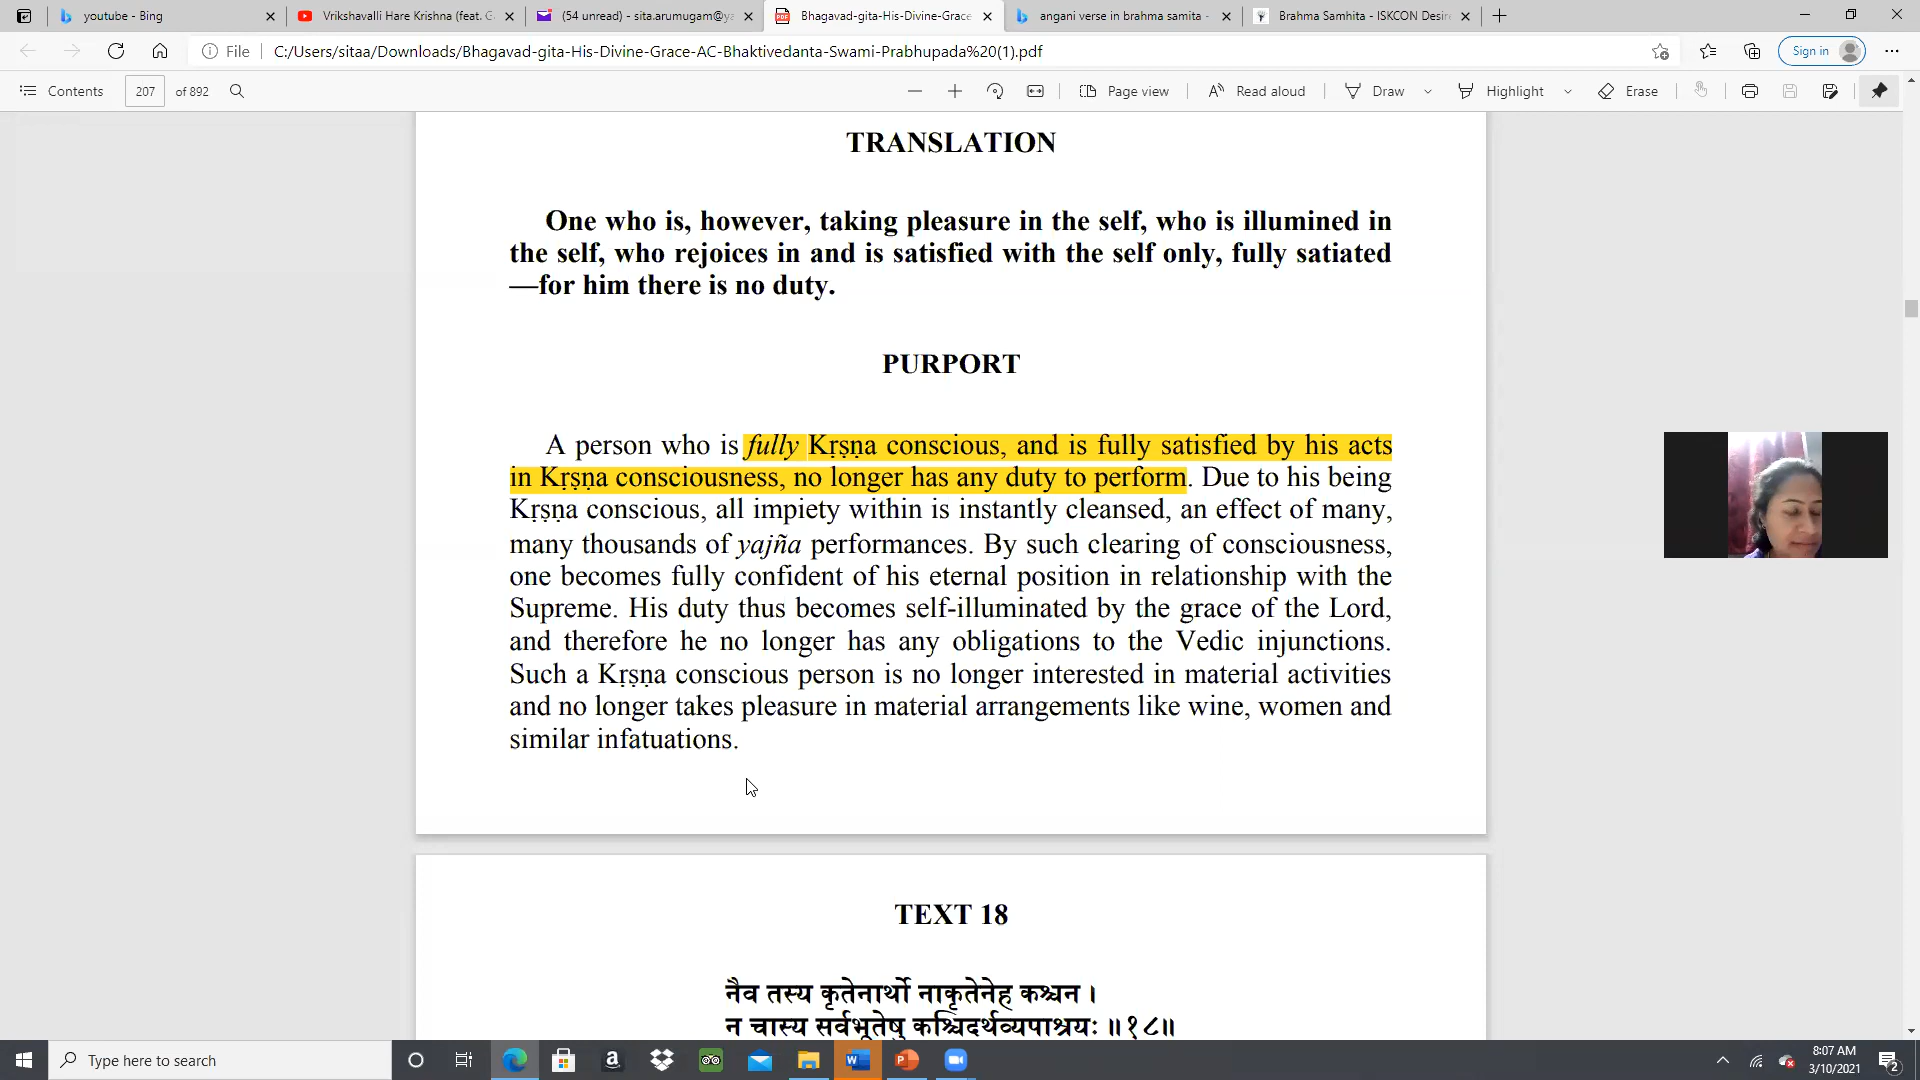 youtube - Bing
Vrikshavalli Hare Krishna (feat. G
(54 unread) - sita.arumugam@ya
Bhagavad-gita-His-Divine-Grace
angani verse in brahma samita -
Brahma Samhita - ISKCON Desire
File
C:/Users/sitaa/Downloads/Bhagavad-gita-His-Divine-Grace-AC-Bhaktivedanta-Swami-Prabhupada%20(1).pdf
Sign in
Contents
207 of 892
Page view
Read aloud
Draw
Highlight
Erase
TRANSLATION
One who is, however, taking pleasure in the self, who is illumined in
the self, who rejoices in and is satisfied with the self only, fully satiated
—for him there is no duty.
PURPORT
A person who is fully Kṛṣṇa conscious, and is fully satisfied by his acts
in Kṛṣṇa consciousness, no longer has any duty to perform. Due to his being
Kṛṣṇa conscious, all impiety within is instantly cleansed, an effect of many,
many thousands of yajña performances. By such clearing of consciousness,
one becomes fully confident of his eternal position in relationship with the
Supreme. His duty thus becomes self-illuminated by the grace of the Lord,
and therefore he no longer has any obligations to the Vedic injunctions.
Such a Kṛṣṇa conscious person is no longer interested in material activities
and no longer takes pleasure in material arrangements like wine, women and
similar infatuations.
TEXT 18
नैव तस्य कृतेनार्थो नाकृतेनेह कश्चन ।
न चास्य सर्वभूतेषु कश्चिदर्थव्यपाश्रयः ॥१८॥
Type here to search
8:07 AM
3/10/2021
2